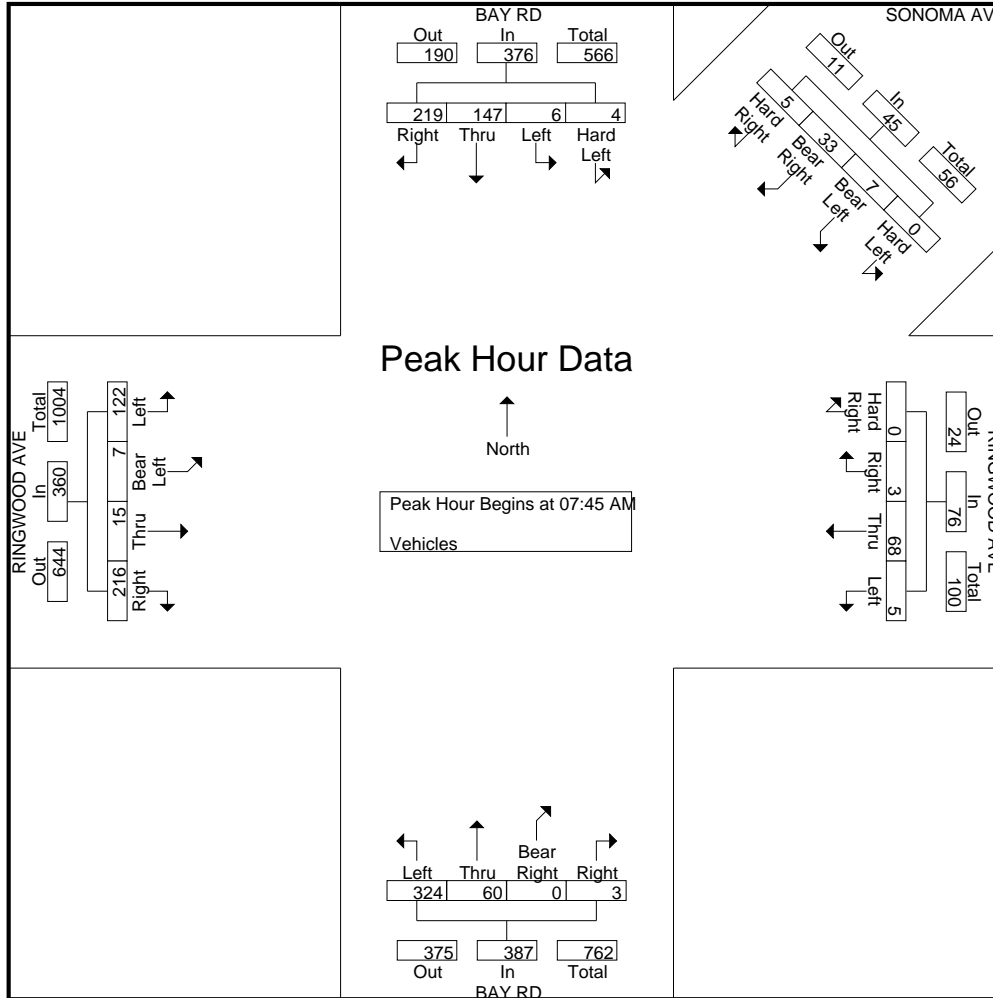 BAY RD
Out In Total
190 376 566
219 147 6 4
Right Thru Left Hard
Left
SONOMA AV
Out In Total
11 45 56
5 33 7 0
Hard Right
Bear Right
Bear Left
Hard Left
Peak Hour Data
North
Peak Hour Begins at 07:45 AM
Vehicles
RINGWOOD AVE
Out In Total
644 360 1004
122 7 15 216
Left
Bear Left
Thru
Right
RINGWOOD AVE
Out In Total
24 76 100
0 3 68 5
Hard Right
Right
Thru
Left
Bear
Left Thru Right Right
324 60 0 3
375 387 762
Out In Total
BAY RD